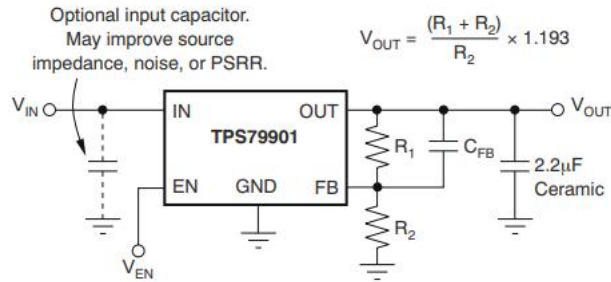 Optional input capacitor.
May improve source
impedance, noise, or PSRR.
V_OUT = (R_1 + R_2) / R_2 × 1.193
V_IN
IN
OUT
V_OUT
TPS79901
R_1
C_FB
2.2μF
Ceramic
EN
GND
FB
R_2
V_EN